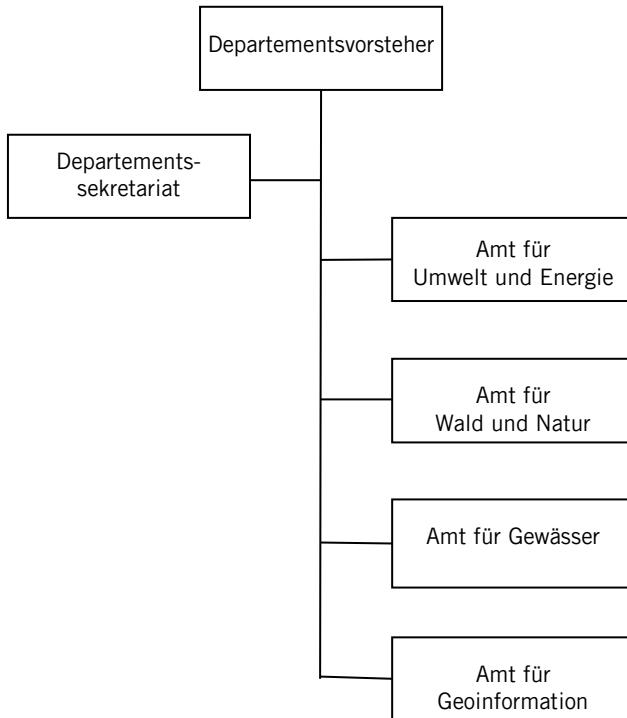 Departementsvorsteher
Departements-
sekretariat
Amt für
Umwelt und Energie
Amt für
Wald und Natur
Amt für Gewässer
Amt für
Geoinformation